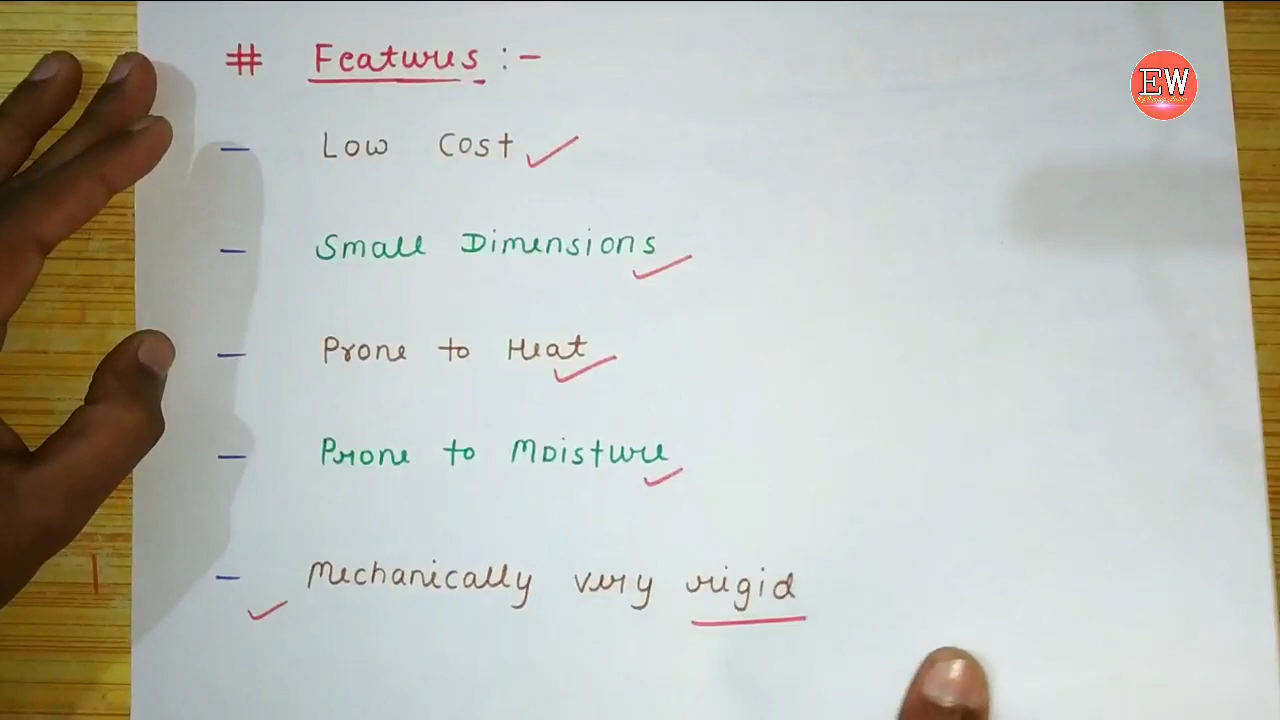 # Features :-
EW
- Low Cost
- Small Dimensions
- Prone to Heat
- Prone to Moisture
- Mechanically very rigid